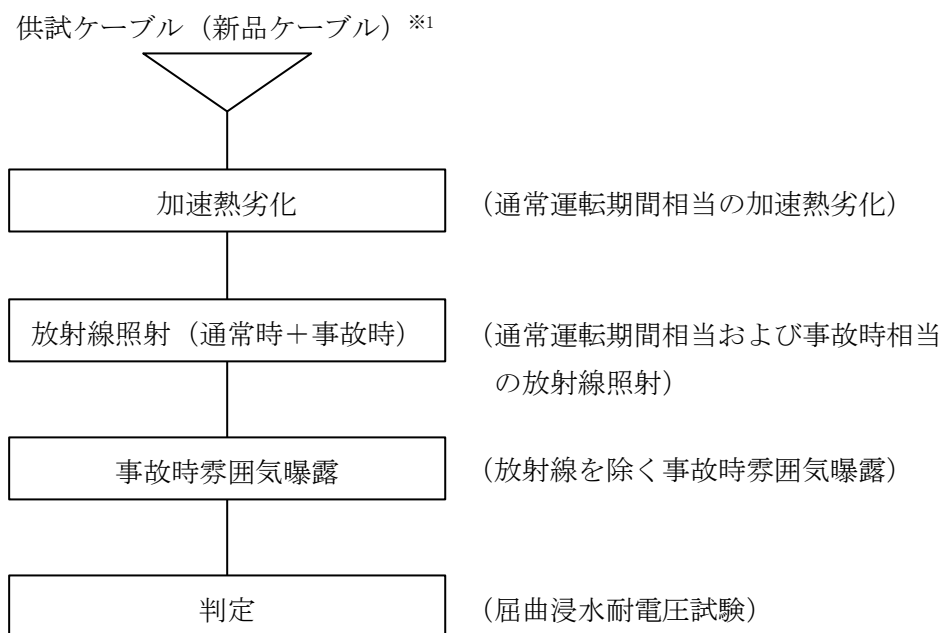 供試ケーブル（新品ケーブル）※1
加速熱劣化
（通常運転期間相当の加速熱劣化）
放射線照射（通常時＋事故時）
（通常運転期間相当および事故時相当
の放射線照射）
事故時雰囲気曝露
（放射線を除く事故時雰囲気曝露）
判定
（屈曲浸水耐電圧試験）